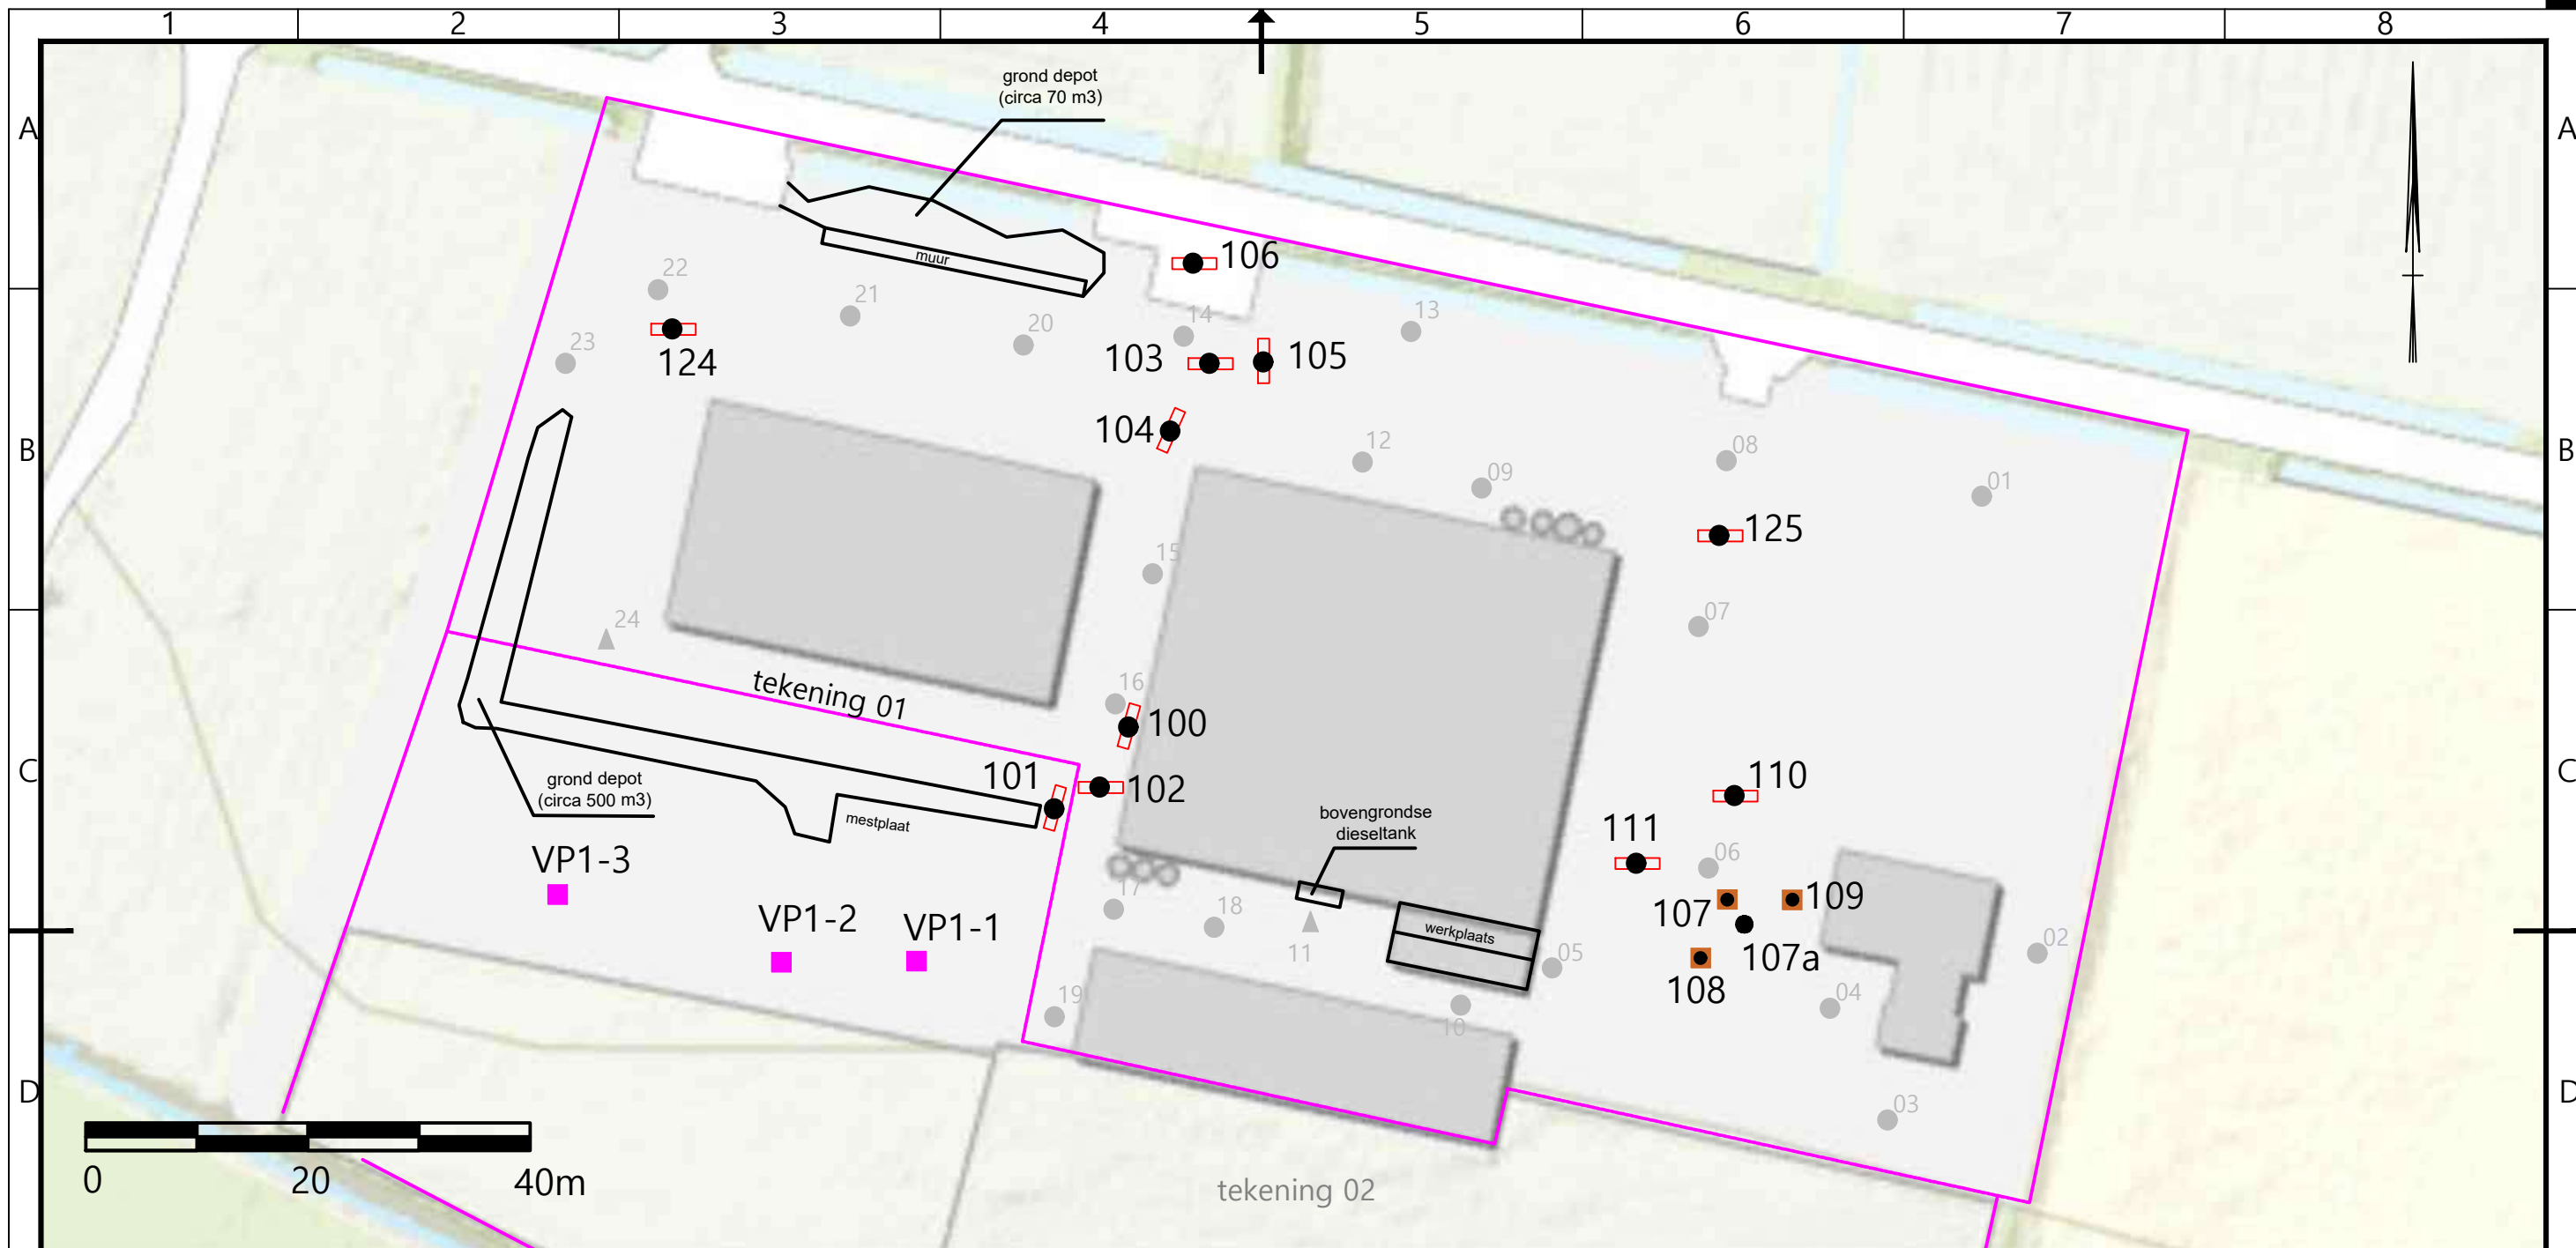 1 2 3 4 5 6 7 8
grond depot
(circa 70 m3)
A A
106
muur
22
21
14
13
20
23
103
105
124
104
B B
12
08
09
01
125
15
24
07
16
tekening 01
100
C C
101
110
102
grond depot
(circa 500 m3)
bovengrondse
dieseltank
mestplaat
111
VP1-3
06
17
107
109
18
VP1-2
VP1-1
werkplaats
11
05
107a
02
108
19
04
10
D D
03
0 20 40m
tekening 02